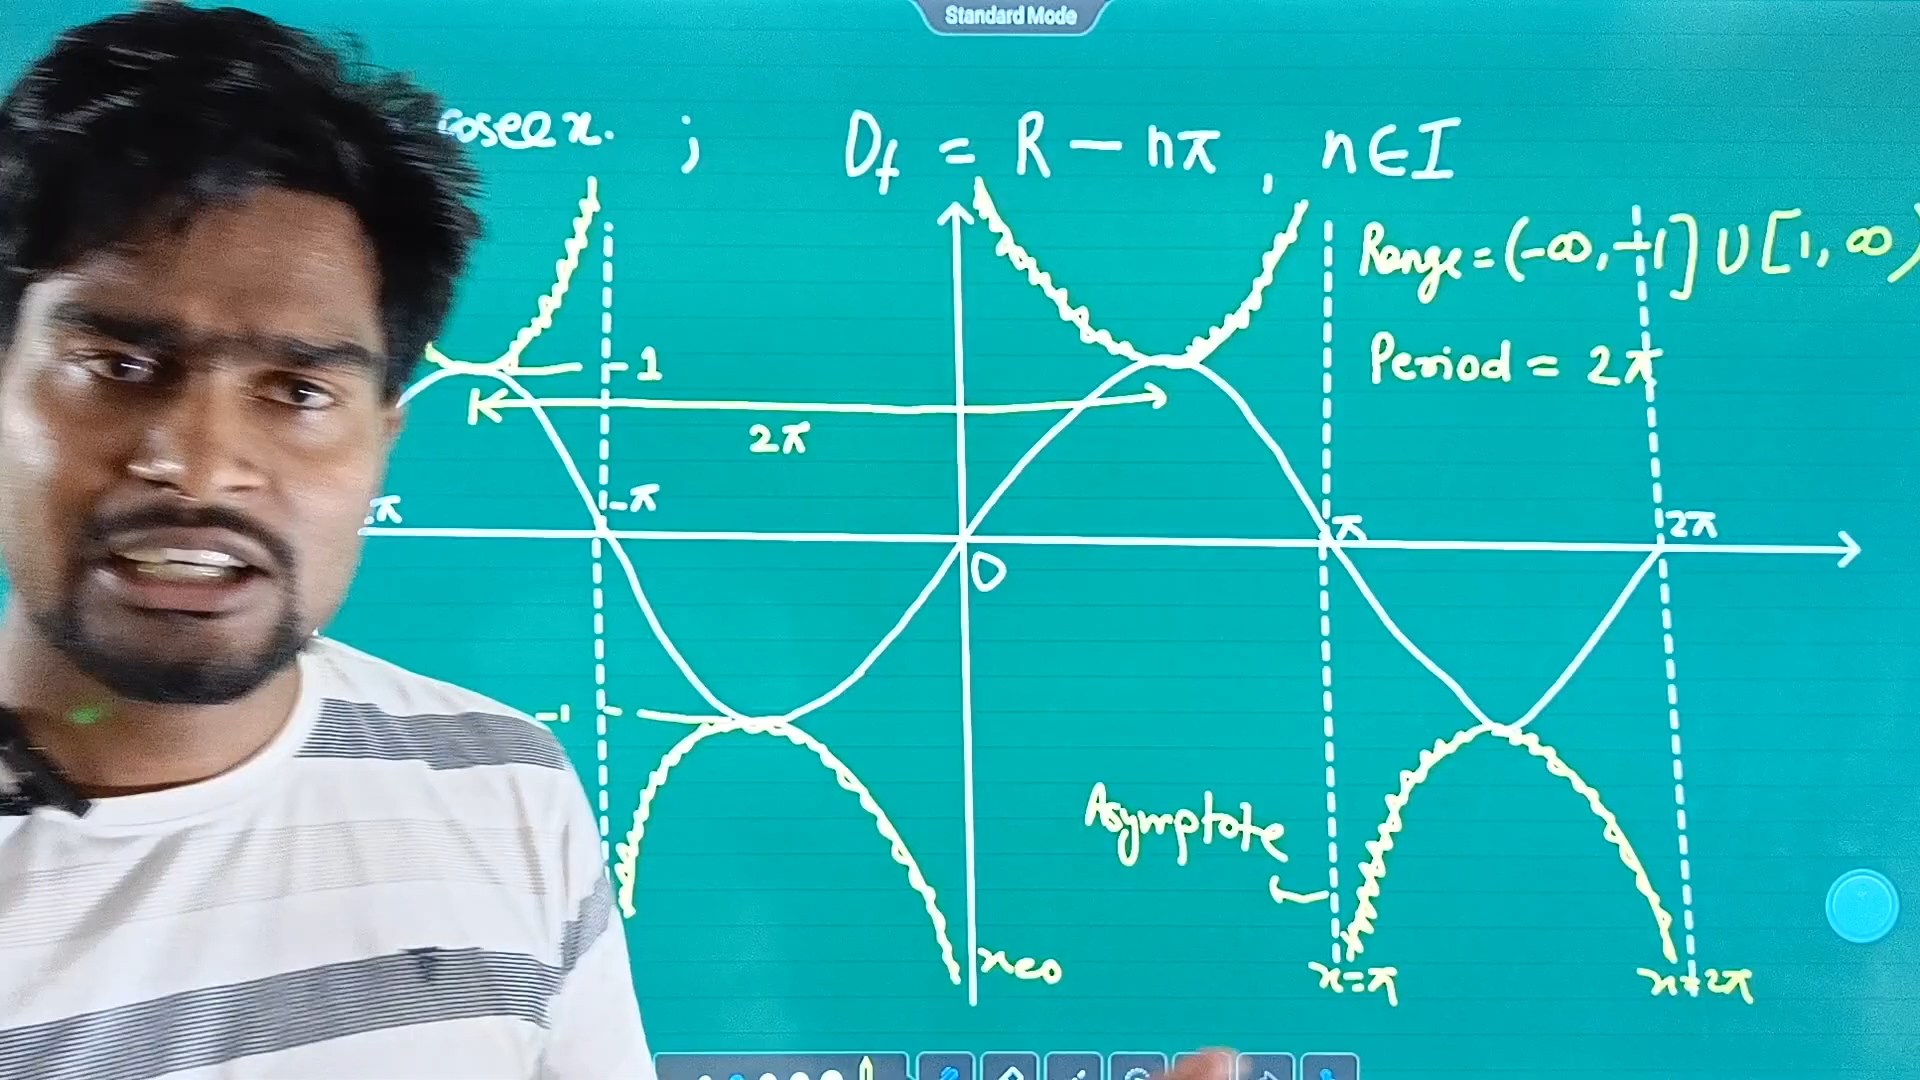 Standard Mode
cosec x. ; Df = R - nπ , n∈I
Range = (-∞, -1] ∪ [1, ∞)
- 1
Period = 2π
2π
-π
π
2π
O
-1
Asymptote
x=0
x=π
x=2π